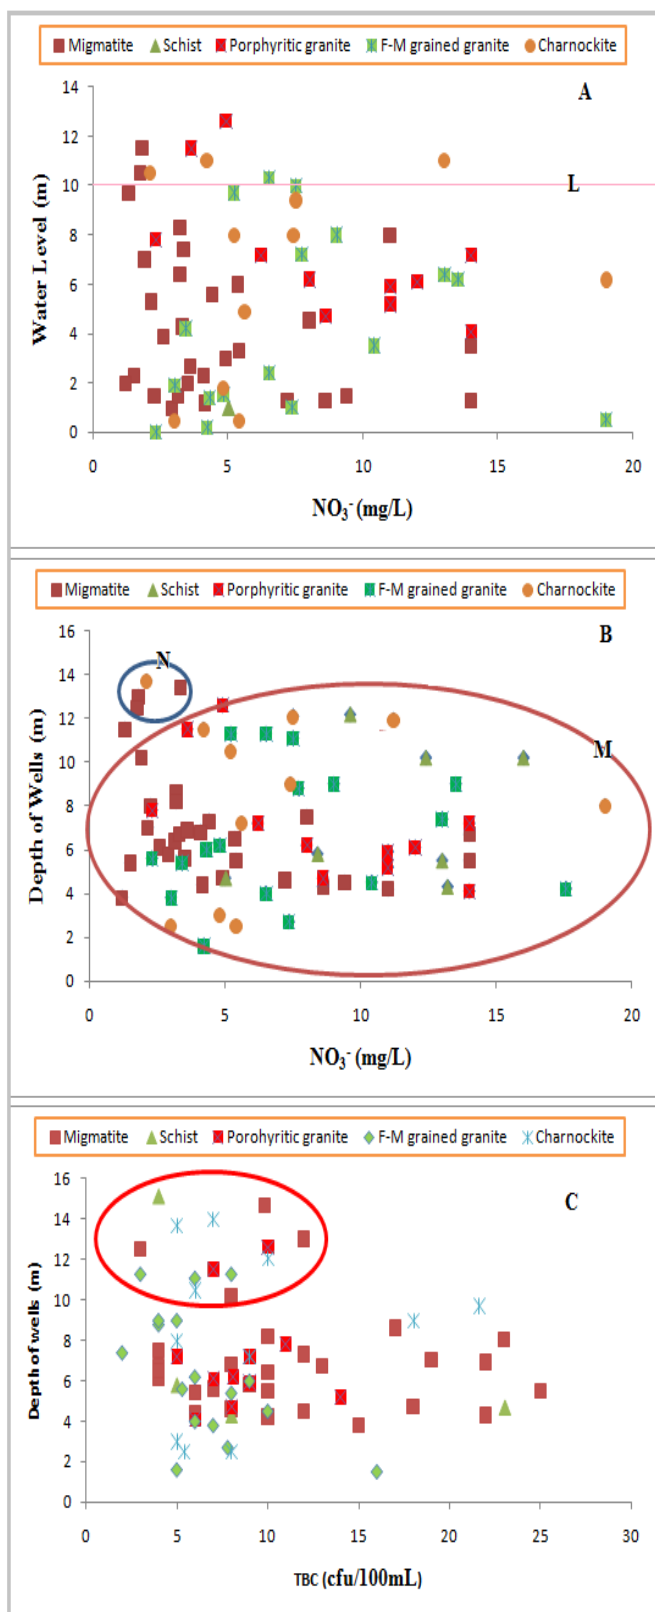 Migmatite Schist Porphyritic granite F-M grained granite Charnockite
A
14
12
10
8
6
4
2
0
L
Water Level (m)
0 5 10 15 20
NO₃⁻ (mg/L)
Migmatite Schist Porphyritic granite F-M grained granite Charnockite
B
16
14
12
10
8
6
4
2
0
N
M
Depth of Wells (m)
0 5 10 15 20
NO₃⁻ (mg/L)
Migmatite Schist Porohyritic granite F-M grained granite Charnockite
C
16
14
12
10
8
6
4
2
0
Depth of wells (m)
0 5 10 15 20 25 30
TBC (cfu/100mL)